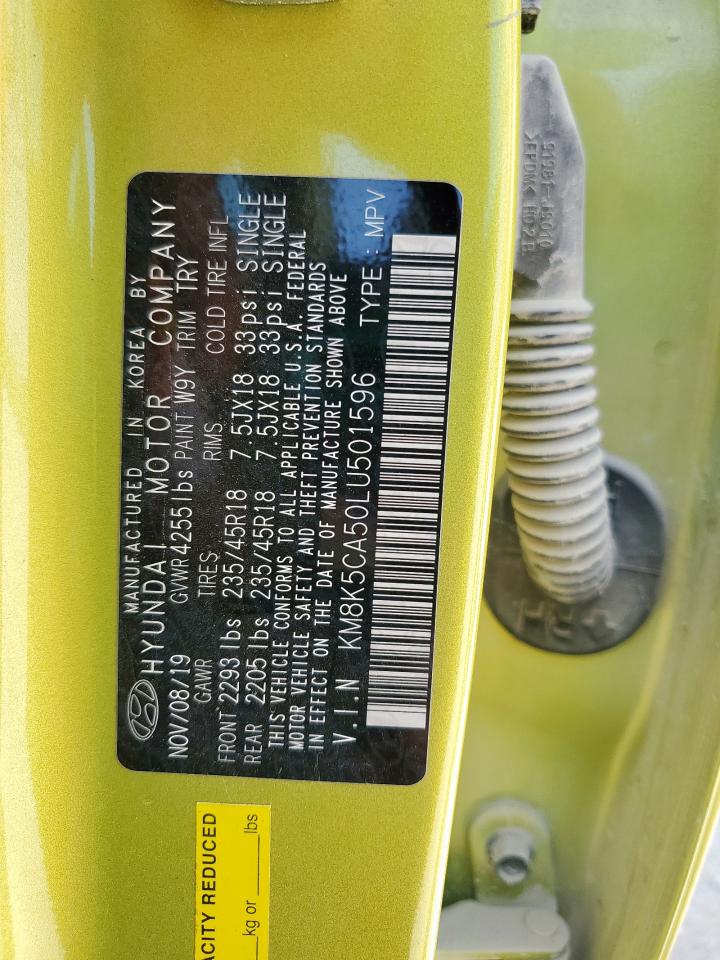 MANUFACTURED IN KOREA BY
HYUNDAI MOTOR COMPANY
NOV/08/19 GVWR 4255lbs PAINT W9Y TRIM TRY
GAWR TIRES RIMS COLD TIRE INFL
FRONT 2293 lbs 235/45R18 7.5JX18 33psi SINGLE
REAR 2205 lbs 235/45R18 7.5JX18 33psi SINGLE
THIS VEHICLE CONFORMS TO ALL APPLICABLE U.S.A. FEDERAL
MOTOR VEHICLE SAFETY AND THEFT PREVENTION STANDARDS
IN EFFECT ON THE DATE OF MANUFACTURE SHOWN ABOVE
V.I.N KM8K5CA50LU501596 TYPE : MPV
ACITY REDUCED
kg or lbs
RH